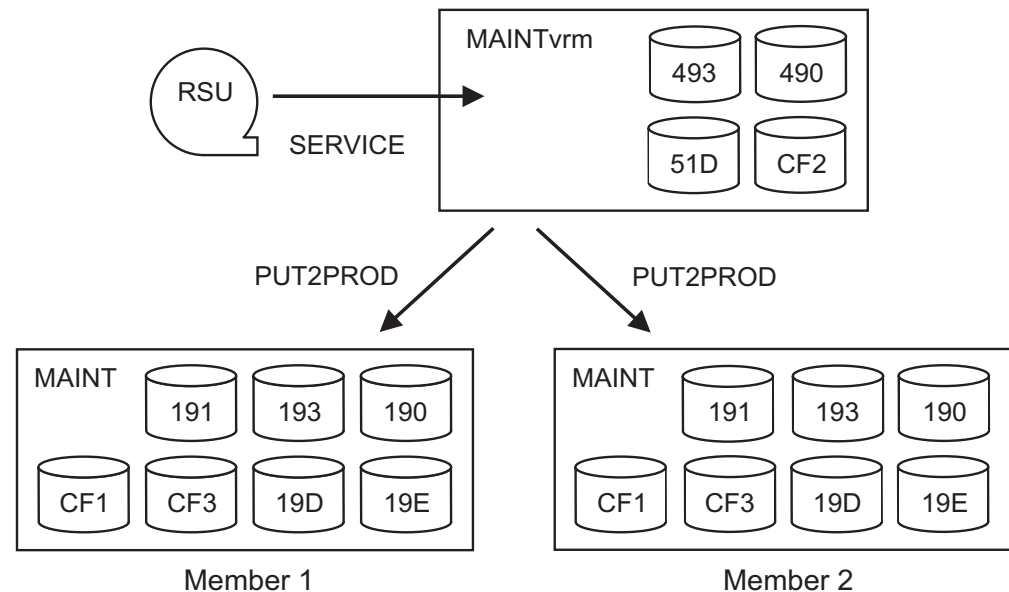 MAINTvrm
493
490
RSU
SERVICE
51D
CF2
PUT2PROD
PUT2PROD
MAINT
191
193
190
CF1
CF3
19D
19E
Member 1
MAINT
191
193
190
CF1
CF3
19D
19E
Member 2